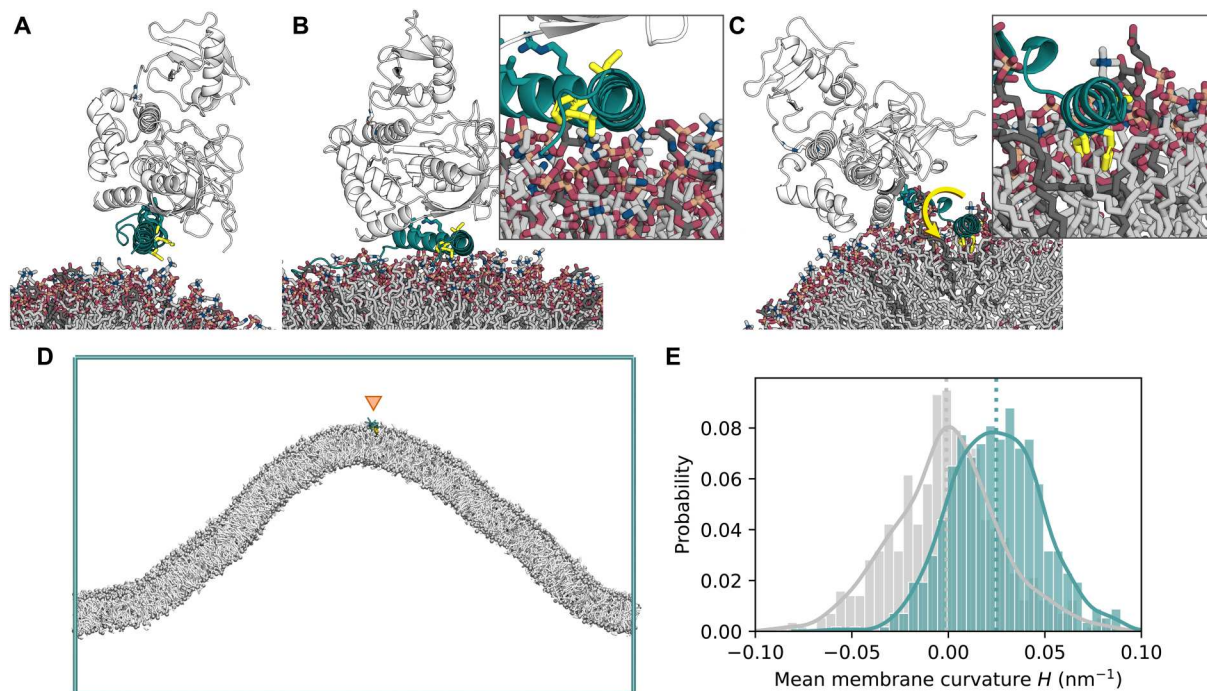 A
B
C
D
E
Probability
0.08
0.06
0.04
0.02
0.00
−0.10
−0.05
0.00
0.05
0.10
Mean membrane curvature H (nm⁻¹)